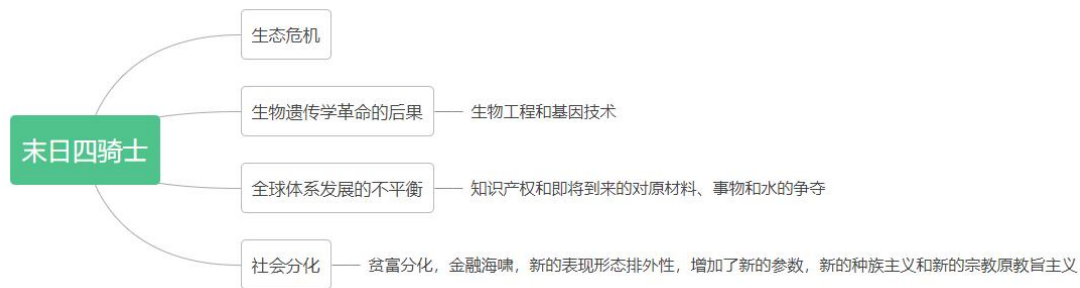 末日四骑士
生态危机
生物遗传学革命的后果
生物工程和基因技术
全球体系发展的不平衡
知识产权和即将到来的对原材料、事物和水的争夺
社会分化
贫富分化，金融海啸，新的表现形态排外性，增加了新的参数，新的种族主义和新的宗教原教旨主义